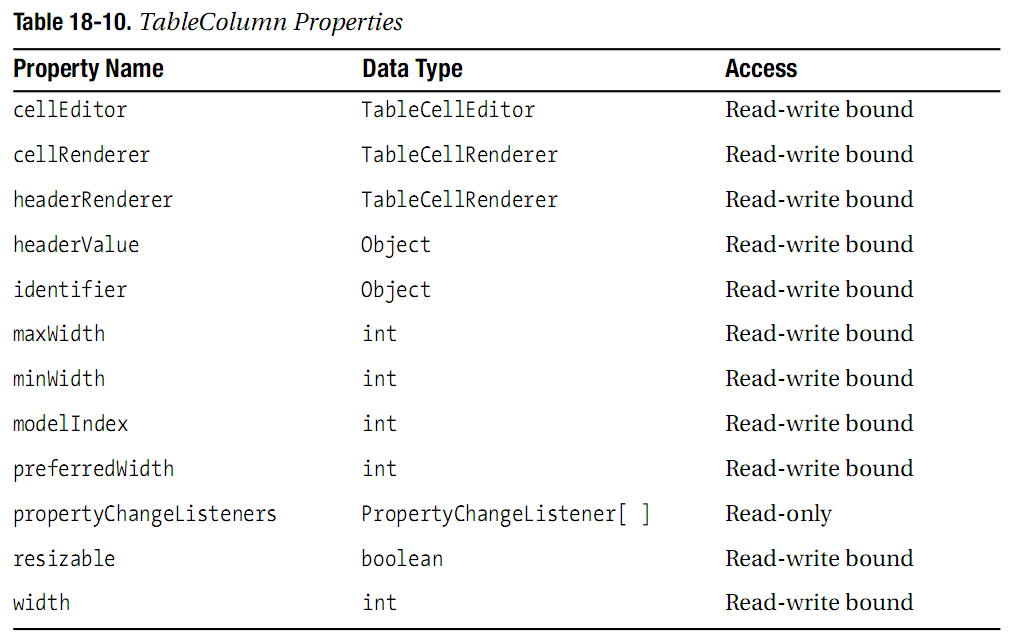 Table 18-10. TableColumn Properties
Property Name Data Type Access
cellEditor TableCellEditor Read-write bound
cellRenderer TableCellRenderer Read-write bound
headerRenderer TableCellRenderer Read-write bound
headerValue Object Read-write bound
identifier Object Read-write bound
maxWidth int Read-write bound
minWidth int Read-write bound
modelIndex int Read-write bound
preferredWidth int Read-write bound
propertyChangeListeners PropertyChangeListener[ ] Read-only
resizable boolean Read-write bound
width int Read-write bound